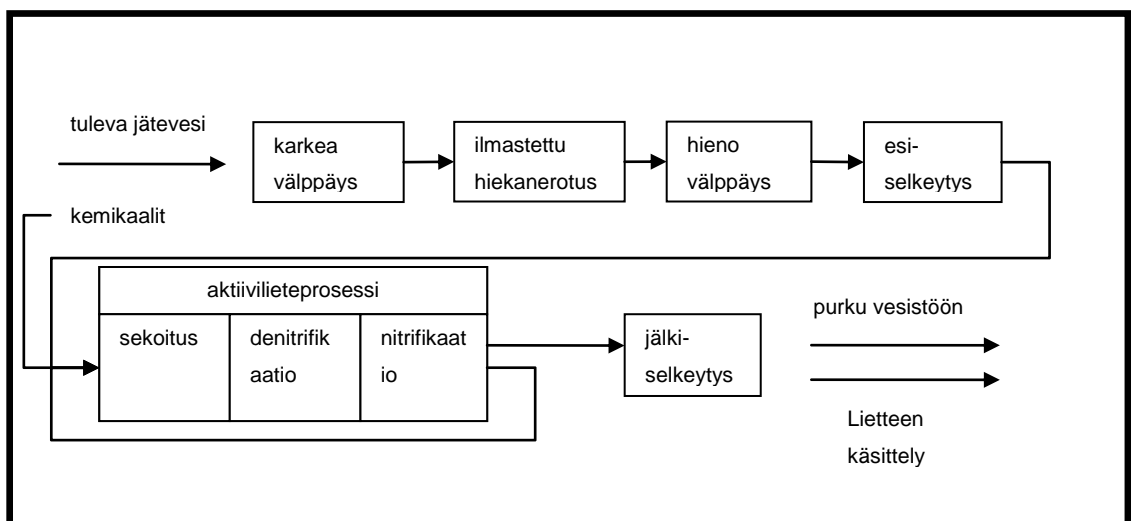 tuleva jätevesi
karkea
välppäys
ilmastettu
hiekanerotus
hieno
välppäys
esi-
selkeytys
kemikaalit
aktiivilieteprosessi
sekoitus
denitrifik
aatio
nitrifikaat
io
jälki-
selkeytys
purku vesistöön
Lietteen
käsittely